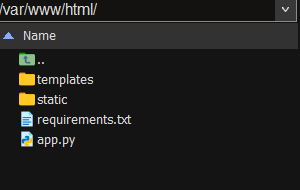 /var/www/html/
Name
..
templates
static
requirements.txt
app.py